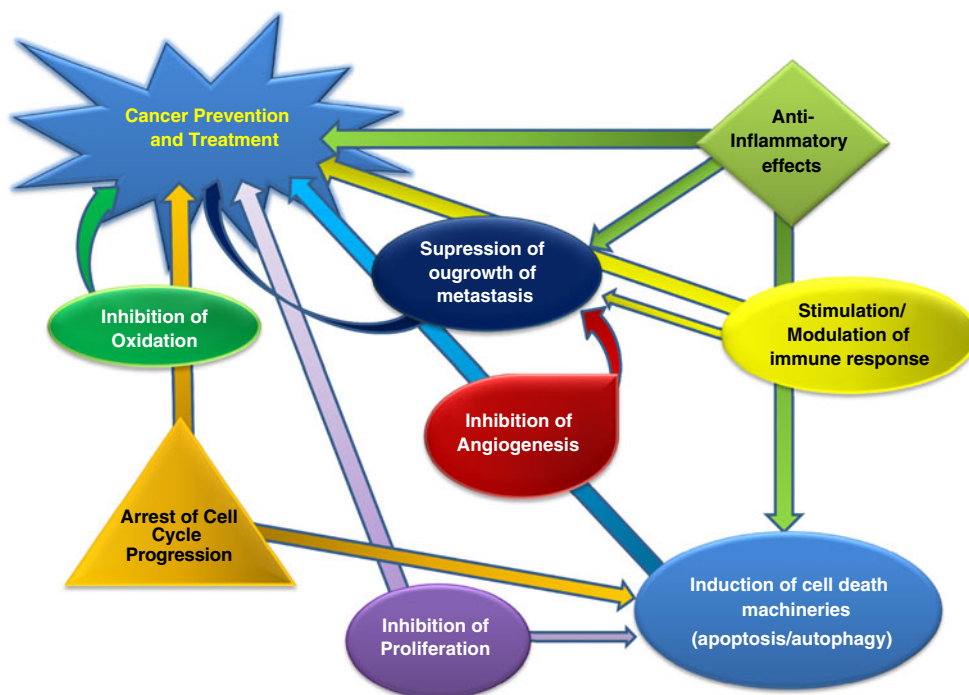 Cancer Prevention
and Treatment
Anti-
Inflammatory
effects
Supression of
ougrowth of
metastasis
Inhibition of
Oxidation
Stimulation/
Modulation of
immune response
Inhibition of
Angiogenesis
Arrest of Cell
Cycle
Progression
Induction of cell death
machineries
(apoptosis/autophagy)
Inhibition of
Proliferation